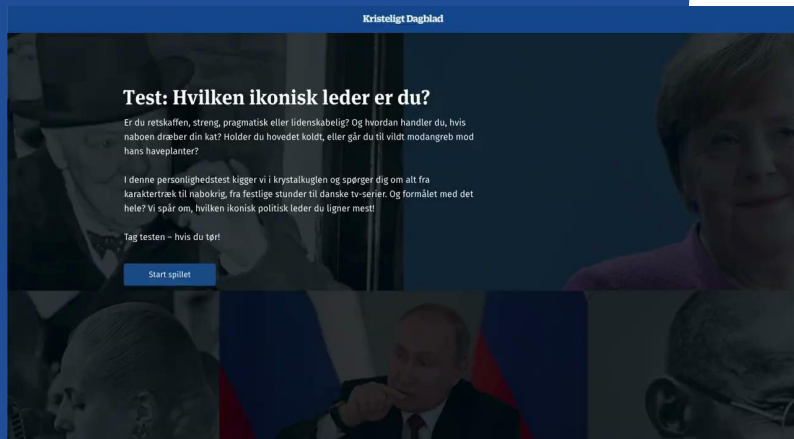 Kristeligt Dagblad
Test: Hvilken ikonisk leder er du?
Er du retskaffen, streng, pragmatisk eller lidenskabelig? Og hvordan handler du, hvis
naboen dræber din kat? Holder du hovedet koldt, eller går du til vildt modangreb mod
hans haveplanter?
I denne personlighedstest kigger vi i krystalkuglen og spørger dig om alt fra
karaktertræk til nabokrig, fra festlige stunder til danske tv-serier. Og formålet med det
hele? Vi spår om, hvilken ikonisk politisk leder du ligner mest!
Tag testen – hvis du tør!
Start spillet